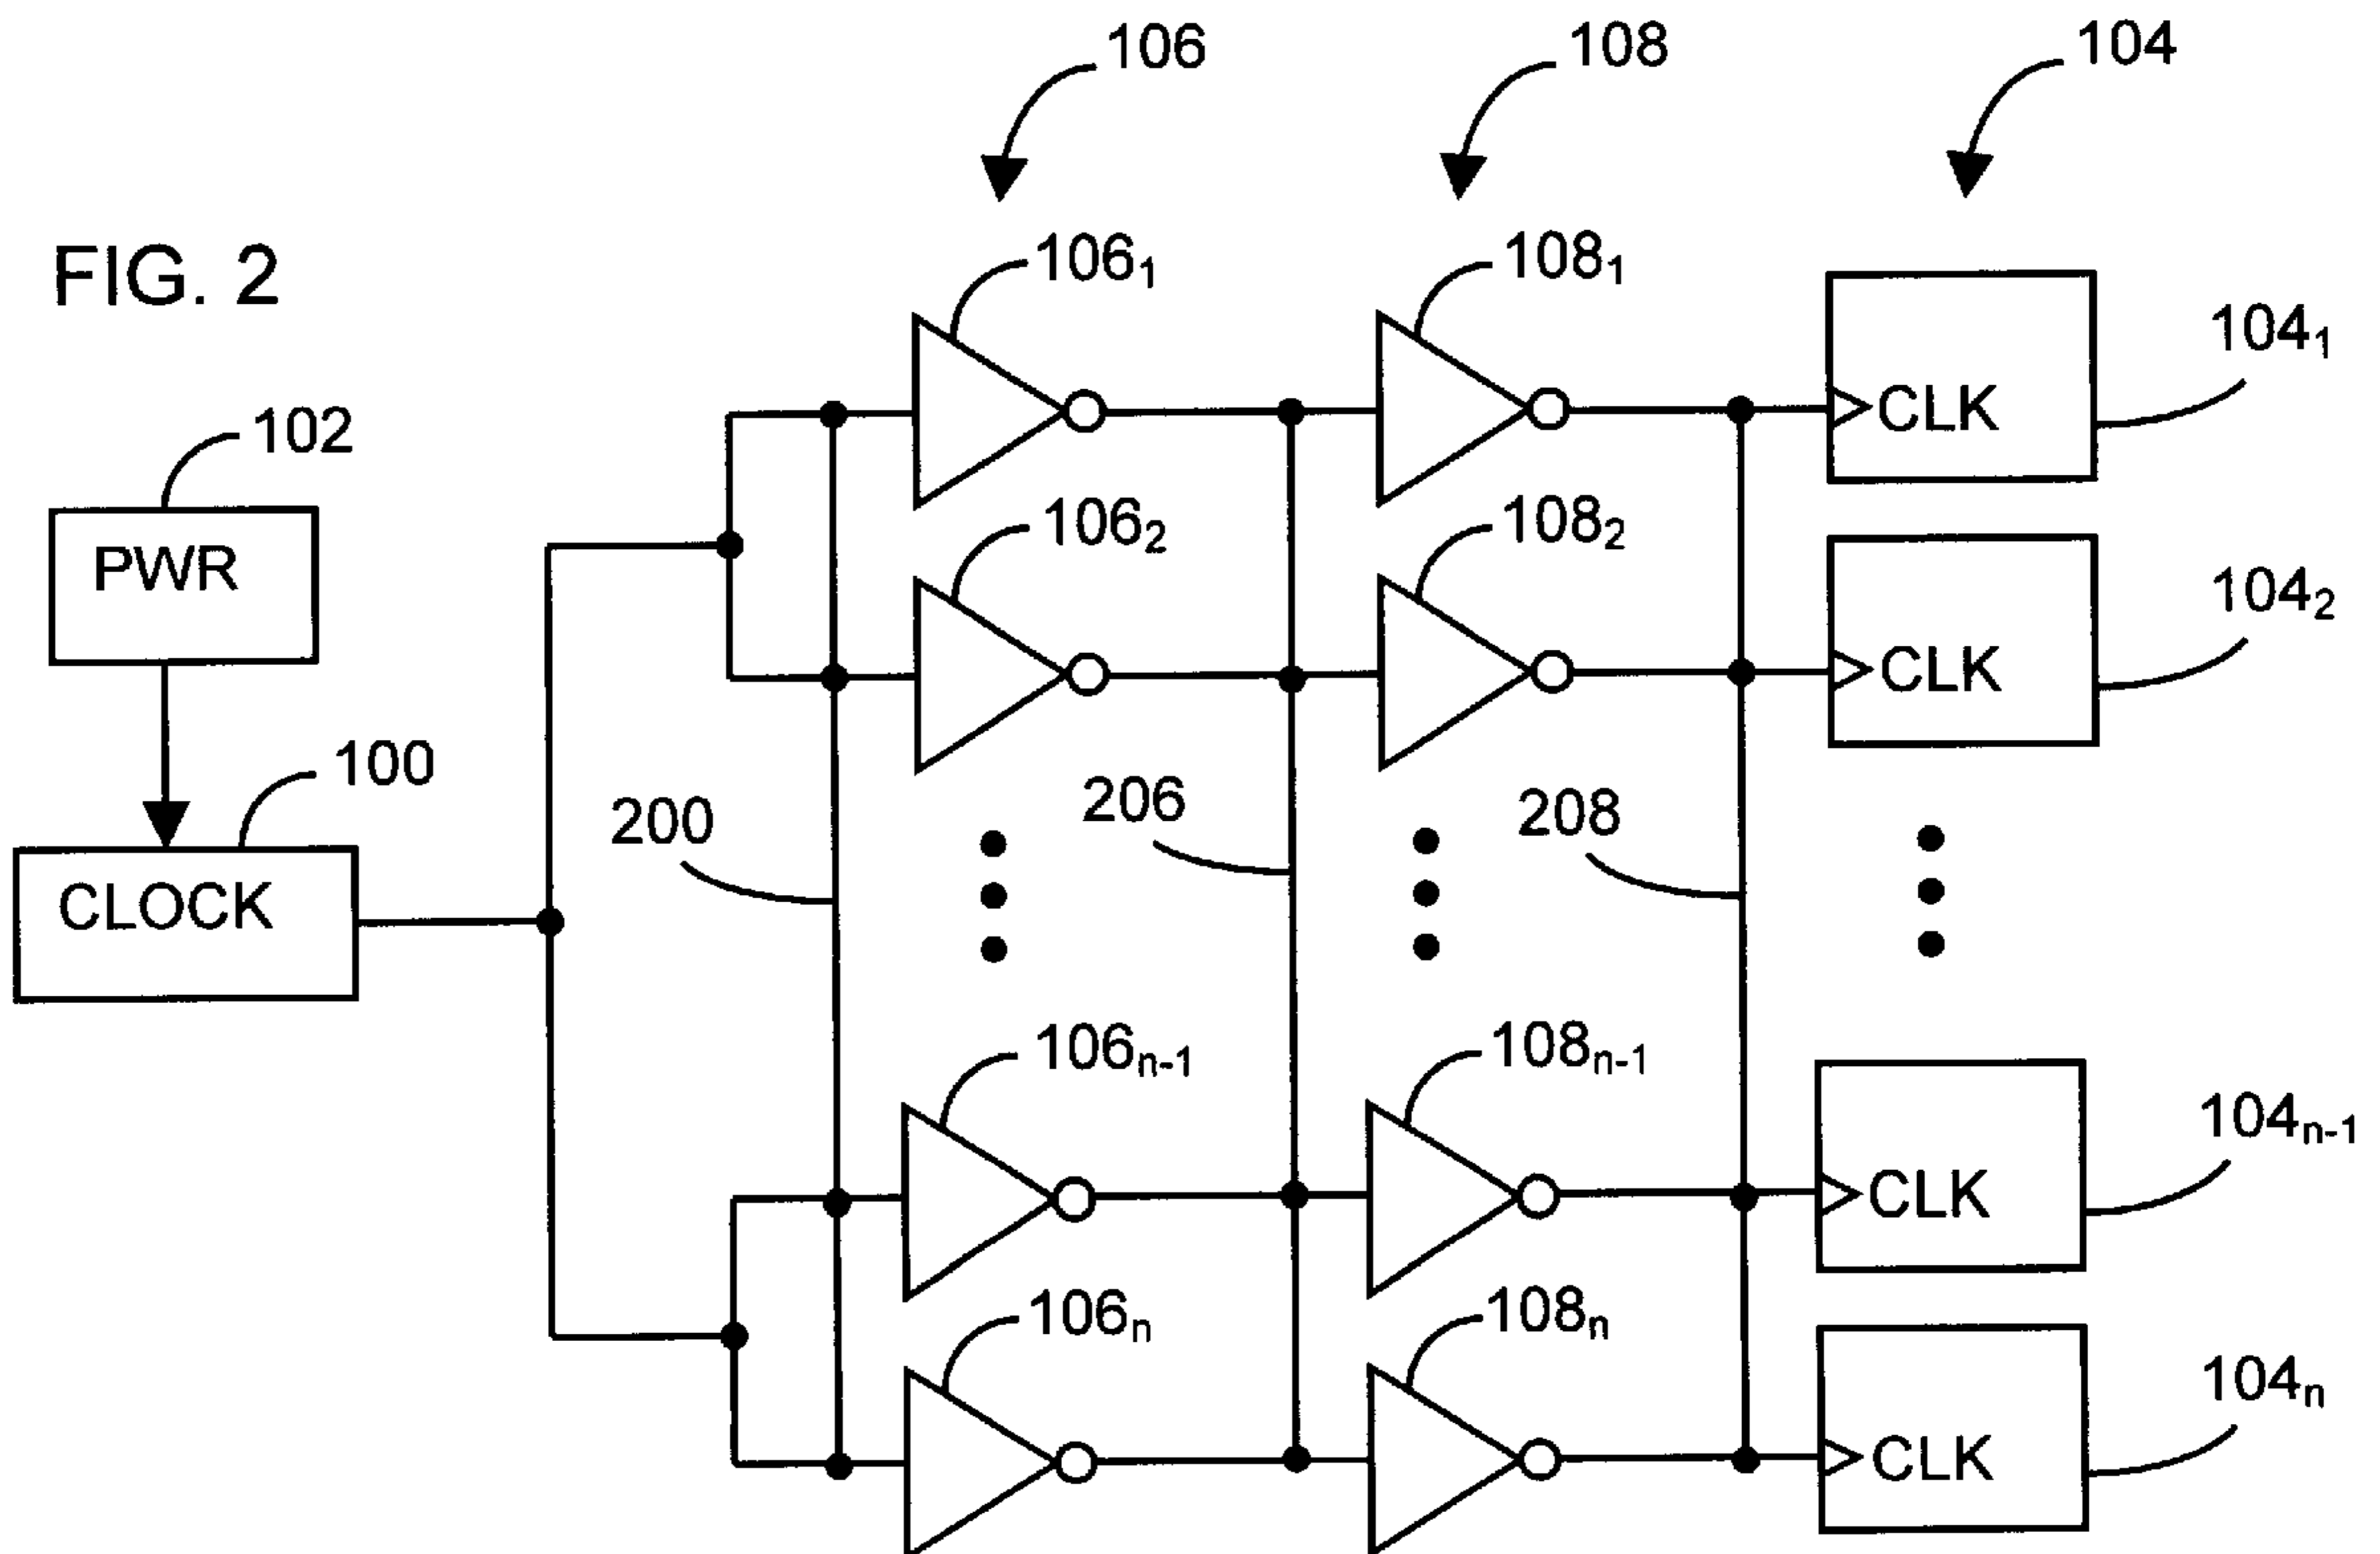 106
108
104
FIG. 2
106₁
108₁
104₁
CLK
102
PWR
106₂
108₂
104₂
CLK
100
CLOCK
200
206
208
106ₙ₋₁
108ₙ₋₁
104ₙ₋₁
CLK
106ₙ
108ₙ
104ₙ
CLK